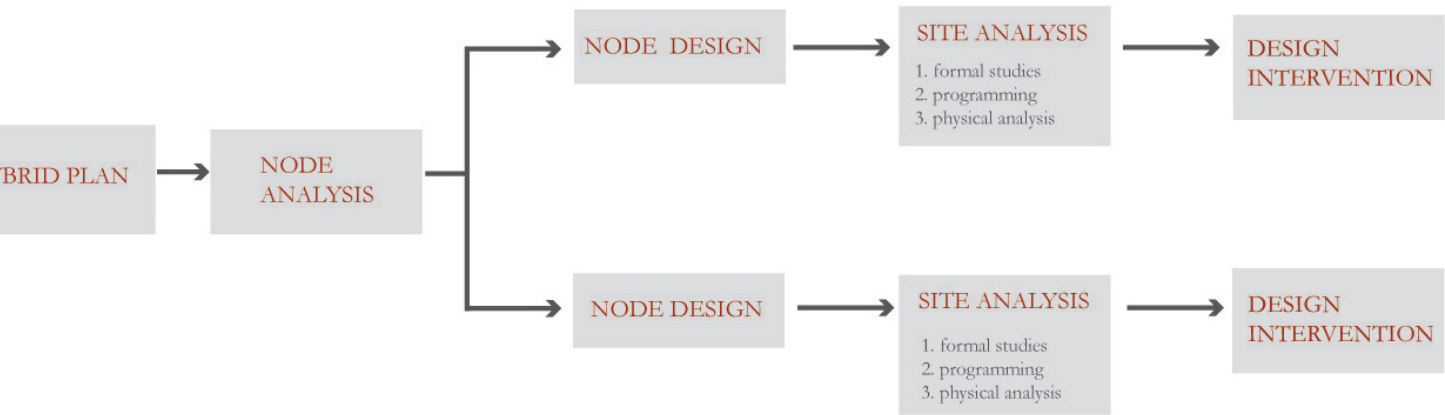 BRID PLAN
NODE
ANALYSIS
NODE DESIGN
SITE ANALYSIS
1. formal studies
2. programming
3. physical analysis
DESIGN
INTERVENTION
NODE DESIGN
SITE ANALYSIS
1. formal studies
2. programming
3. physical analysis
DESIGN
INTERVENTION